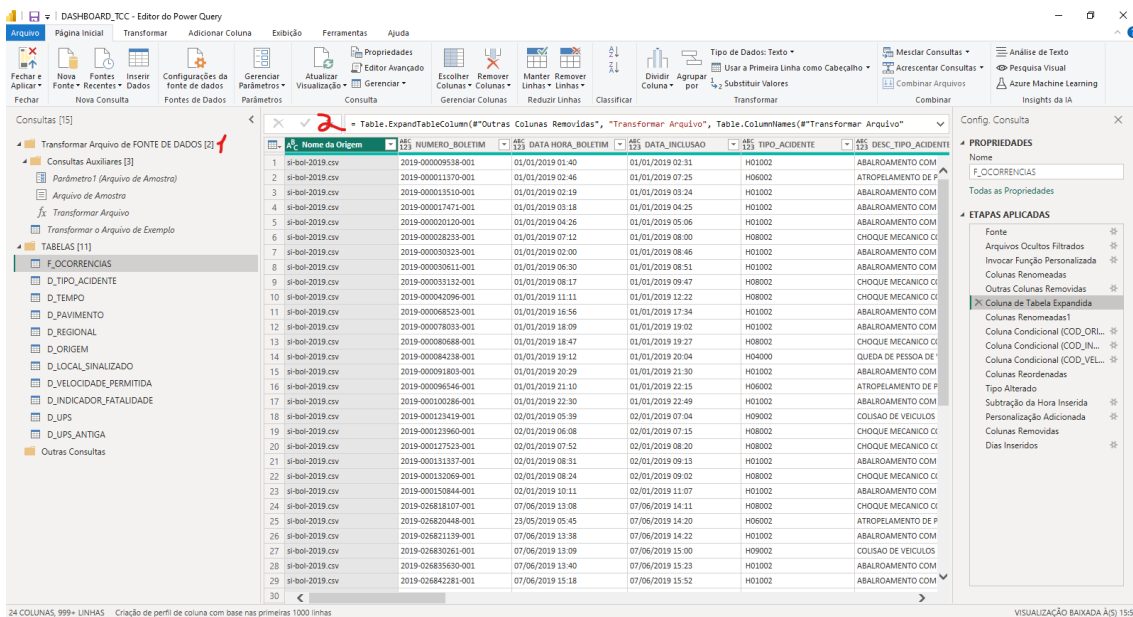 DASHBOARD_TCC - Editor do Power Query
Arquivo Página Inicial Transformar Adicionar Coluna Exibição Ferramentas Ajuda
Fechar e Aplicar
Nova Fonte
Fontes Recentes
Inserir Dados
Configurações da fonte de dados
Gerenciar Parâmetros
Atualizar Visualização
Propriedades
Editor Avançado
Gerenciar
Escolher Colunas
Remover Colunas
Manter Linhas
Remover Linhas
Dividir Coluna
Agrupar por
Tipo de Dados: Texto
Usar a Primeira Linha como Cabeçalho
Substituir Valores
Mesclar Consultas
Acrescentar Consultas
Combinar Arquivos
Análise de Texto
Pesquisa Visual
Azure Machine Learning
Fechar Nova Consulta Fontes de Dados Parâmetros Consulta Gerenciar Colunas Reduzir Linhas Classificar Transformar Combinar Insights da IA
Consultas [15]
Transformar Arquivo de FONTE DE DADOS [2] 1
Consultas Auxiliares [3]
Parâmetro1 (Arquivo de Amostra)
Arquivo de Amostra
fx Transformar Arquivo
Transformar o Arquivo de Exemplo
TABELAS [11]
F_OCORRENCIAS
D_TIPO_ACIDENTE
D_TEMPO
D_PAVIMENTO
D_REGIONAL
D_ORIGEM
D_LOCAL_SINALIZADO
D_VELOCIDADE_PERMITIDA
D_INDICADOR_FATALIDADE
D_UPS
D_UPS_ANTIGA
Outras Consultas
2 = Table.ExpandTableColumn(#"Outras Colunas Removidas", "Transformar Arquivo", Table.ColumnNames(#"Transformar Arquivo"
ABC Nome da Origem ABC 123 NUMERO_BOLETIM ABC 123 DATA HORA_BOLETIM ABC 123 DATA_INCLUSAO ABC 123 TIPO_ACIDENTE ABC 123 DESC_TIPO_ACIDENTE
1 si-bol-2019.csv 2019-000009538-001 01/01/2019 01:40 01/01/2019 02:31 H01002 ABALROAMENTO COM
2 si-bol-2019.csv 2019-000011370-001 01/01/2019 02:46 01/01/2019 07:25 H06002 ATROPELAMENTO DE P
3 si-bol-2019.csv 2019-000013510-001 01/01/2019 02:19 01/01/2019 03:24 H01002 ABALROAMENTO COM
4 si-bol-2019.csv 2019-000017471-001 01/01/2019 03:18 01/01/2019 04:25 H01002 ABALROAMENTO COM
5 si-bol-2019.csv 2019-000020120-001 01/01/2019 04:26 01/01/2019 05:06 H01002 ABALROAMENTO COM
6 si-bol-2019.csv 2019-000028233-001 01/01/2019 07:12 01/01/2019 08:00 H08002 CHOQUE MECANICO CO
7 si-bol-2019.csv 2019-000030323-001 01/01/2019 02:00 01/01/2019 08:46 H01002 ABALROAMENTO COM
8 si-bol-2019.csv 2019-000030611-001 01/01/2019 06:30 01/01/2019 08:51 H01002 ABALROAMENTO COM
9 si-bol-2019.csv 2019-000033132-001 01/01/2019 08:17 01/01/2019 09:47 H08002 CHOQUE MECANICO CO
10 si-bol-2019.csv 2019-000042096-001 01/01/2019 11:11 01/01/2019 12:22 H08002 CHOQUE MECANICO CO
11 si-bol-2019.csv 2019-000068523-001 01/01/2019 16:56 01/01/2019 17:34 H01002 ABALROAMENTO COM
12 si-bol-2019.csv 2019-000078033-001 01/01/2019 18:09 01/01/2019 19:02 H01002 ABALROAMENTO COM
13 si-bol-2019.csv 2019-000080688-001 01/01/2019 18:47 01/01/2019 19:27 H08002 CHOQUE MECANICO CO
14 si-bol-2019.csv 2019-000084238-001 01/01/2019 19:12 01/01/2019 20:04 H04000 QUEDA DE PESSOA DE
15 si-bol-2019.csv 2019-000091803-001 01/01/2019 20:29 01/01/2019 21:30 H01002 ABALROAMENTO COM
16 si-bol-2019.csv 2019-000096546-001 01/01/2019 21:10 01/01/2019 22:15 H06002 ATROPELAMENTO DE P
17 si-bol-2019.csv 2019-000100286-001 01/01/2019 22:30 01/01/2019 22:49 H01002 ABALROAMENTO COM
18 si-bol-2019.csv 2019-000123419-001 02/01/2019 05:39 02/01/2019 07:04 H09002 COLISAO DE VEICULOS
19 si-bol-2019.csv 2019-000123960-001 02/01/2019 06:08 02/01/2019 07:15 H08002 CHOQUE MECANICO CO
20 si-bol-2019.csv 2019-000127523-001 02/01/2019 07:52 02/01/2019 08:20 H08002 CHOQUE MECANICO CO
21 si-bol-2019.csv 2019-000131337-001 02/01/2019 08:31 02/01/2019 09:13 H01002 ABALROAMENTO COM
22 si-bol-2019.csv 2019-000132069-001 02/01/2019 08:24 02/01/2019 09:02 H08002 CHOQUE MECANICO CO
23 si-bol-2019.csv 2019-000150844-001 02/01/2019 10:11 02/01/2019 11:07 H01002 ABALROAMENTO COM
24 si-bol-2019.csv 2019-026818107-001 07/06/2019 13:08 07/06/2019 14:11 H08002 CHOQUE MECANICO CO
25 si-bol-2019.csv 2019-026820448-001 23/05/2019 05:45 07/06/2019 14:20 H06002 ATROPELAMENTO DE P
26 si-bol-2019.csv 2019-026821139-001 07/06/2019 13:38 07/06/2019 14:22 H01002 ABALROAMENTO COM
27 si-bol-2019.csv 2019-026830261-001 07/06/2019 13:09 07/06/2019 15:00 H09002 COLISAO DE VEICULOS
28 si-bol-2019.csv 2019-026835630-001 07/06/2019 13:40 07/06/2019 15:23 H01002 ABALROAMENTO COM
29 si-bol-2019.csv 2019-026842281-001 07/06/2019 15:18 07/06/2019 15:52 H01002 ABALROAMENTO COM
30
Config. Consulta
PROPRIEDADES
Nome
F_OCORRENCIAS
Todas as Propriedades
ETAPAS APLICADAS
Fonte
Arquivos Ocultos Filtrados
Invocar Função Personalizada
Colunas Renomeadas
Outras Colunas Removidas
Coluna de Tabela Expandida
Colunas Renomeadas1
Coluna Condicional (COD_ORI...
Coluna Condicional (COD_IN...
Coluna Condicional (COD_VEL...
Colunas Reordenadas
Tipo Alterado
Subtração da Hora Inserida
Personalização Adicionada
Colunas Removidas
Dias Inseridos
24 COLUNAS, 999+ LINHAS Criação de perfil de coluna com base nas primeiras 1000 linhas VISUALIZAÇÃO BAIXADA À(S) 15:5